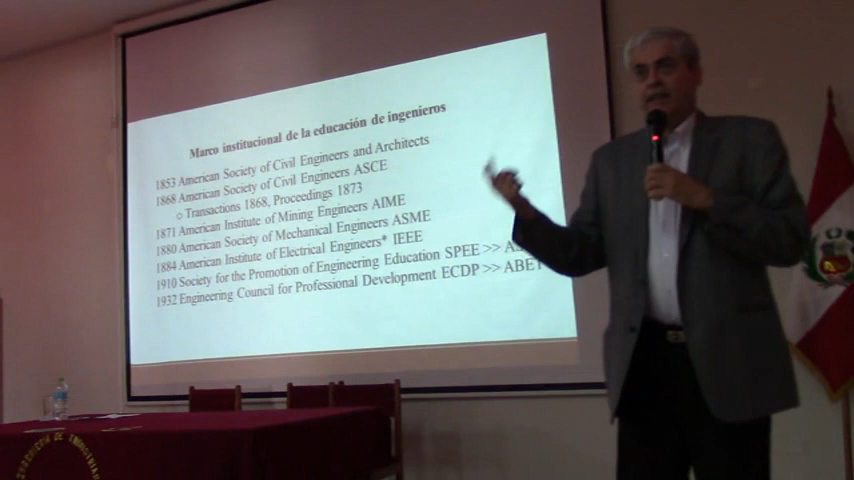 Marco institucional de la educación de ingenieros
1853 American Society of Civil Engineers and Architects
1868 American Society of Civil Engineers ASCE
o Transactions 1868, Proceedings 1873
1871 American Institute of Mining Engineers AIME
1880 American Society of Mechanical Engineers ASME
1884 American Institute of Electrical Engineers* IEEE
1910 Society for the Promotion of Engineering Education SPEE >>
1932 Engineering Council for Professional Development ECDP >> ABET
DE